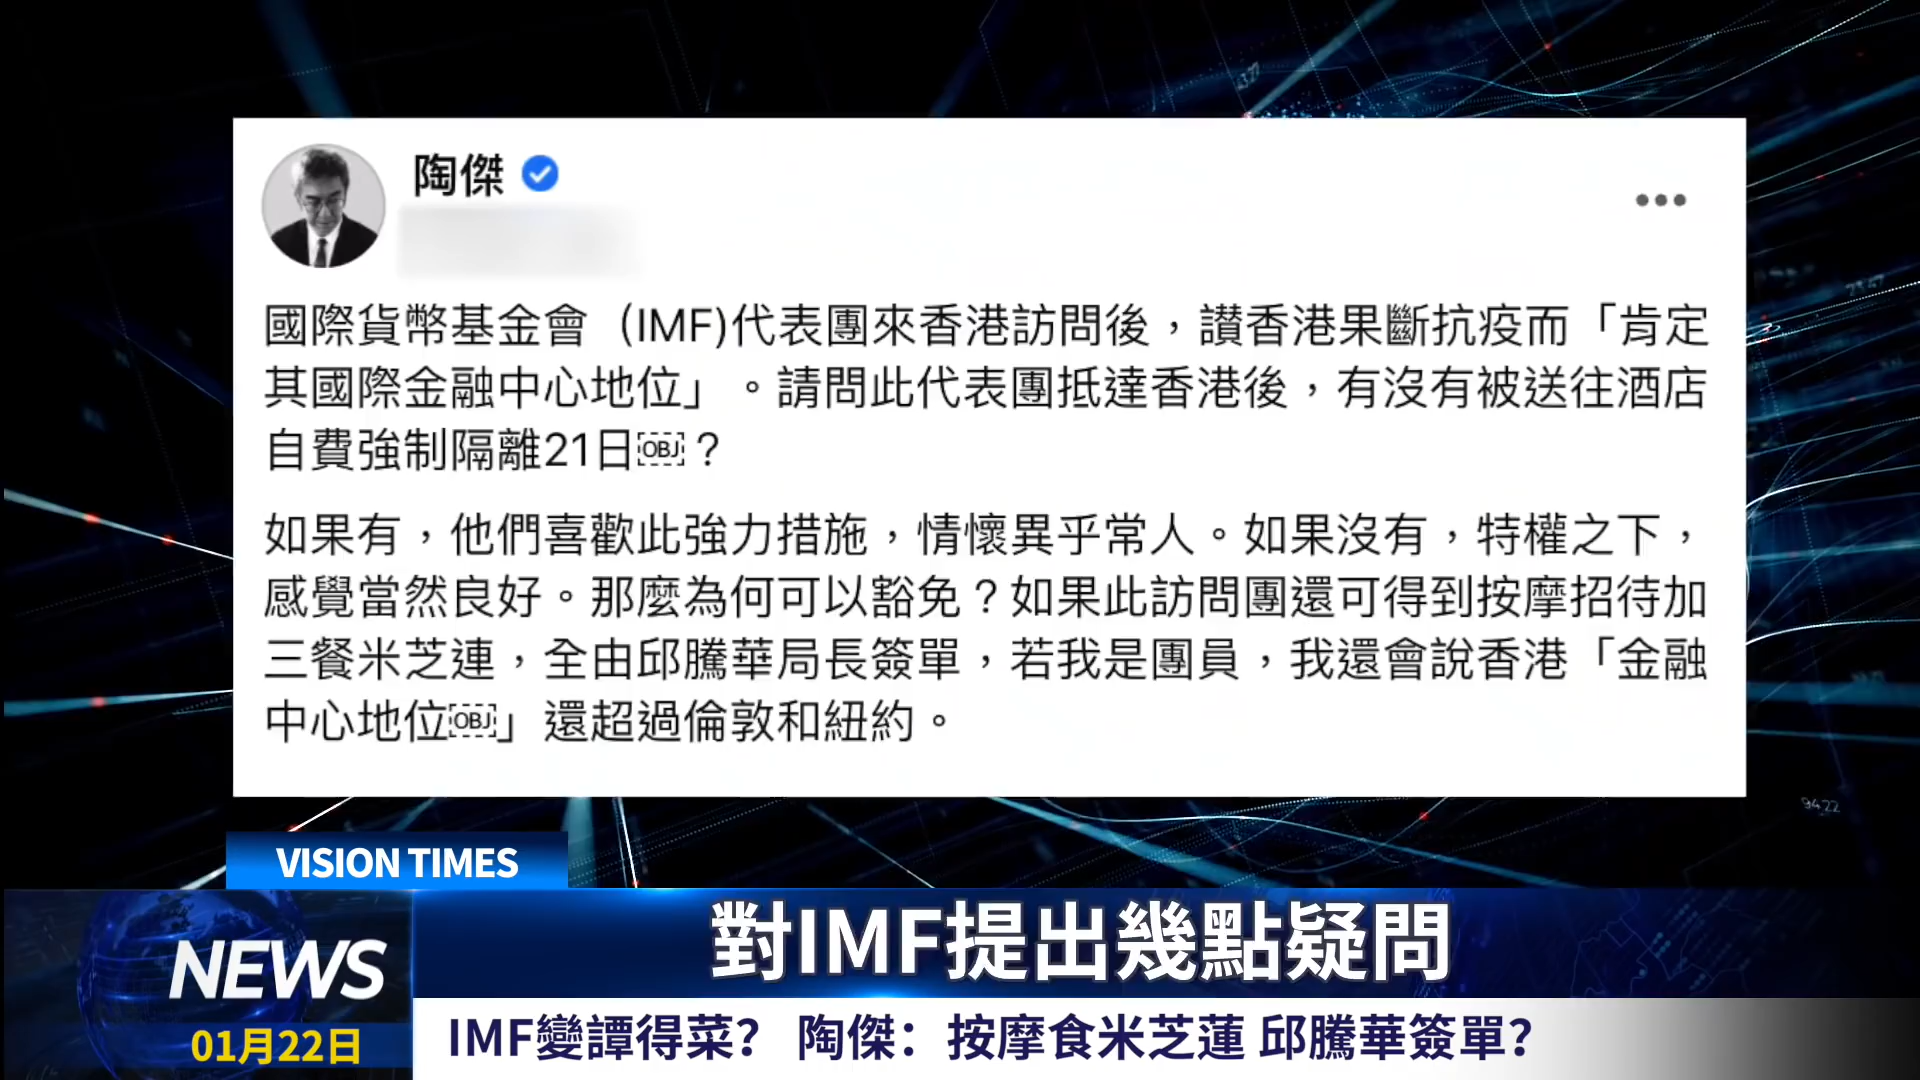 陶傑
國際貨幣基金會（IMF)代表團來香港訪問後，讃香港果斷抗疫而「肯定
其國際金融中心地位」。請問此代表團抵達香港後，有沒有被送往酒店
自費強制隔離21日OBJ？
如果有，他們喜歡此強力措施，情懷異乎常人。如果沒有，特權之下，
感覺當然良好。那麼為何可以豁免？如果此訪問團還可得到按摩招待加
三餐米芝連，全由邱騰華局長簽單，若我是團員，我還會說香港「金融
中心地位OBJ」還超過倫敦和紐約。
9422
VISION TIMES
對IMF提出幾點疑問
NEWS
01月22日
IMF變譚得菜？ 陶傑：按摩食米芝蓮 邱騰華簽單？